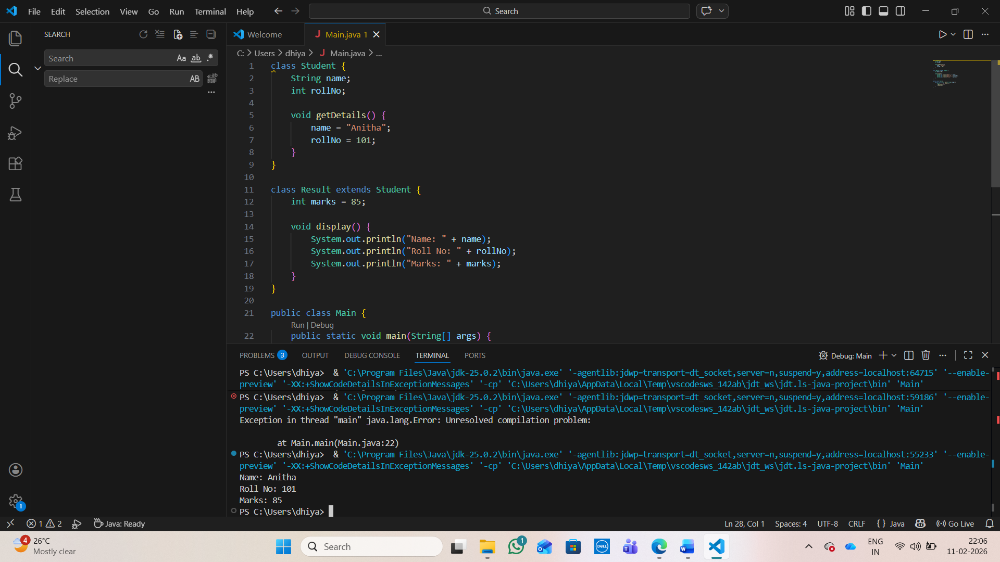 File Edit Selection View Go Run Terminal Help
Search
SEARCH
Search
Aa ab .*
Replace
AB
...
Welcome
J Main.java 1
C: > Users > dhiya > J Main.java > ...
1 class Student {
2 String name;
3 int rollNo;
4
5 void getDetails() {
6 name = "Anitha";
7 rollNo = 101;
8 }
9 }
10
11 class Result extends Student {
12 int marks = 85;
13
14 void display() {
15 System.out.println("Name: " + name);
16 System.out.println("Roll No: " + rollNo);
17 System.out.println("Marks: " + marks);
18 }
19 }
20
21 public class Main {
Run | Debug
22 public static void main(String[] args) {
PROBLEMS 3 OUTPUT DEBUG CONSOLE TERMINAL PORTS
Debug: Main
PS C:\Users\dhiya> & 'C:\Program Files\Java\jdk-25.0.2\bin\java.exe' '-agentlib:jdwp=transport=dt_socket,server=n,suspend=y,address=localhost:64715' '--enable-
preview' '-XX:+ShowCodeDetailsInExceptionMessages' '-cp' 'C:\Users\dhiya\AppData\Local\Temp\vscodesws_142ab\jdt_ws\jdt.ls-java-project\bin' 'Main'
PS C:\Users\dhiya> & 'C:\Program Files\Java\jdk-25.0.2\bin\java.exe' '-agentlib:jdwp=transport=dt_socket,server=n,suspend=y,address=localhost:59186' '--enable-
preview' '-XX:+ShowCodeDetailsInExceptionMessages' '-cp' 'C:\Users\dhiya\AppData\Local\Temp\vscodesws_142ab\jdt_ws\jdt.ls-java-project\bin' 'Main'
Exception in thread "main" java.lang.Error: Unresolved compilation problem:
at Main.main(Main.java:22)
PS C:\Users\dhiya> & 'C:\Program Files\Java\jdk-25.0.2\bin\java.exe' '-agentlib:jdwp=transport=dt_socket,server=n,suspend=y,address=localhost:55233' '--enable-
preview' '-XX:+ShowCodeDetailsInExceptionMessages' '-cp' 'C:\Users\dhiya\AppData\Local\Temp\vscodesws_142ab\jdt_ws\jdt.ls-java-project\bin' 'Main'
Name: Anitha
Roll No: 101
Marks: 85
PS C:\Users\dhiya>
1
1 2 Java: Ready
Ln 28, Col 1 Spaces: 4 UTF-8 CRLF {} Java Go Live
4 26°C
Mostly clear
Search
1
DELL
ENG
IN
22:06
11-02-2026